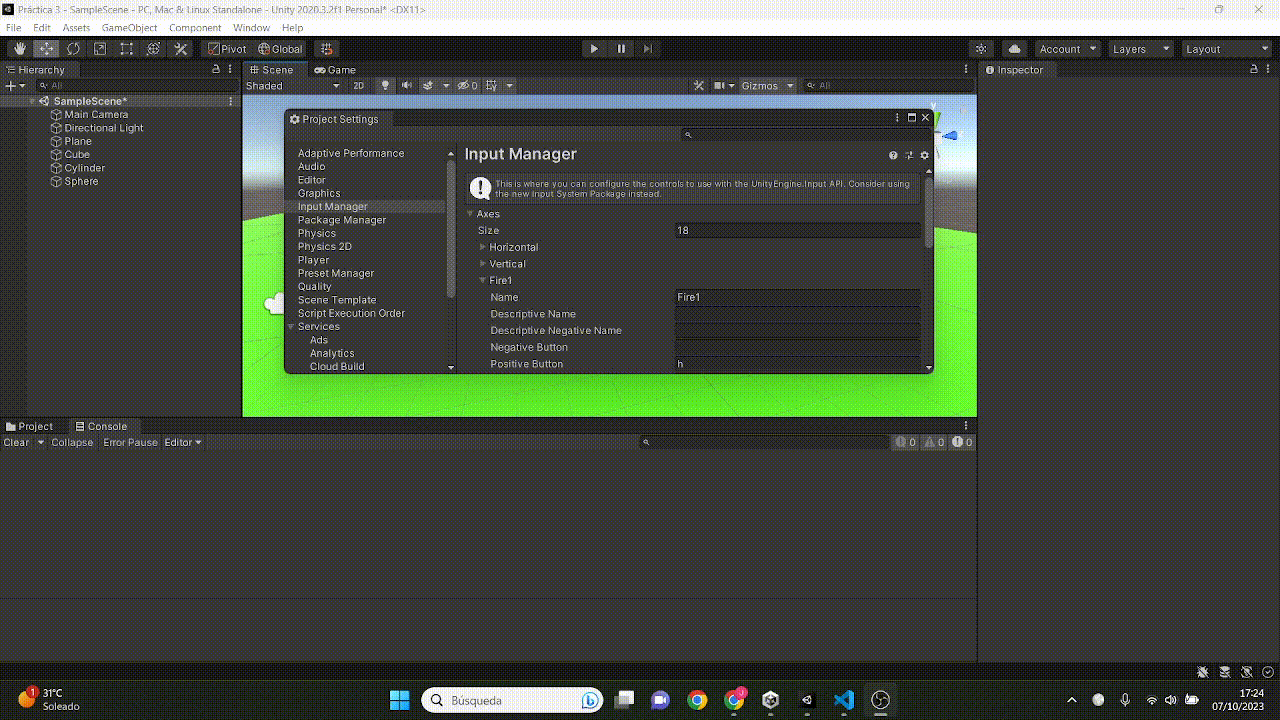 Práctica 3 - SampleScene - PC, Mac & Linux Standalone - Unity 2020.3.2f1 Personal* <DX11>
File Edit Assets GameObject Component Window Help
Pivot Global Account Layers Layout
Hierarchy Scene Game Inspector
All Shaded 2D 0 Gizmos All
SampleScene*
Main Camera
Directional Light
Plane
Cube
Cylinder
Sphere
y
Project Settings
Adaptive Performance
Audio
Editor
Graphics
Input Manager
Package Manager
Physics
Physics 2D
Player
Preset Manager
Quality
Scene Template
Script Execution Order
Services
Ads
Analytics
Cloud Build
Input Manager
This is where you can configure the controls to use with the UnityEngine.Input API. Consider using
the new Input System Package instead.
Axes
Size 18
Horizontal
Vertical
Fire1
Name Fire1
Descriptive Name
Descriptive Negative Name
Negative Button
Positive Button h
Project Console
Clear Collapse Error Pause Editor 0 0 0
1 31°C
Soleado
Búsqueda
17:24
07/10/2023